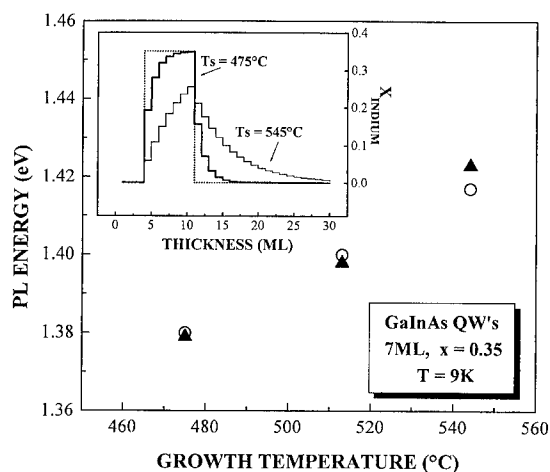 1.46
1.44
1.42
1.40
1.38
1.36
PL ENERGY (eV)
460 480 500 520 540 560
GROWTH TEMPERATURE (°C)
Ts = 475°C
Ts = 545°C
0.4
0.3
0.2
0.1
0.0
X INDIUM
0 5 10 15 20 25 30
THICKNESS (ML)
GaInAs QW's
7ML, x = 0.35
T = 9K